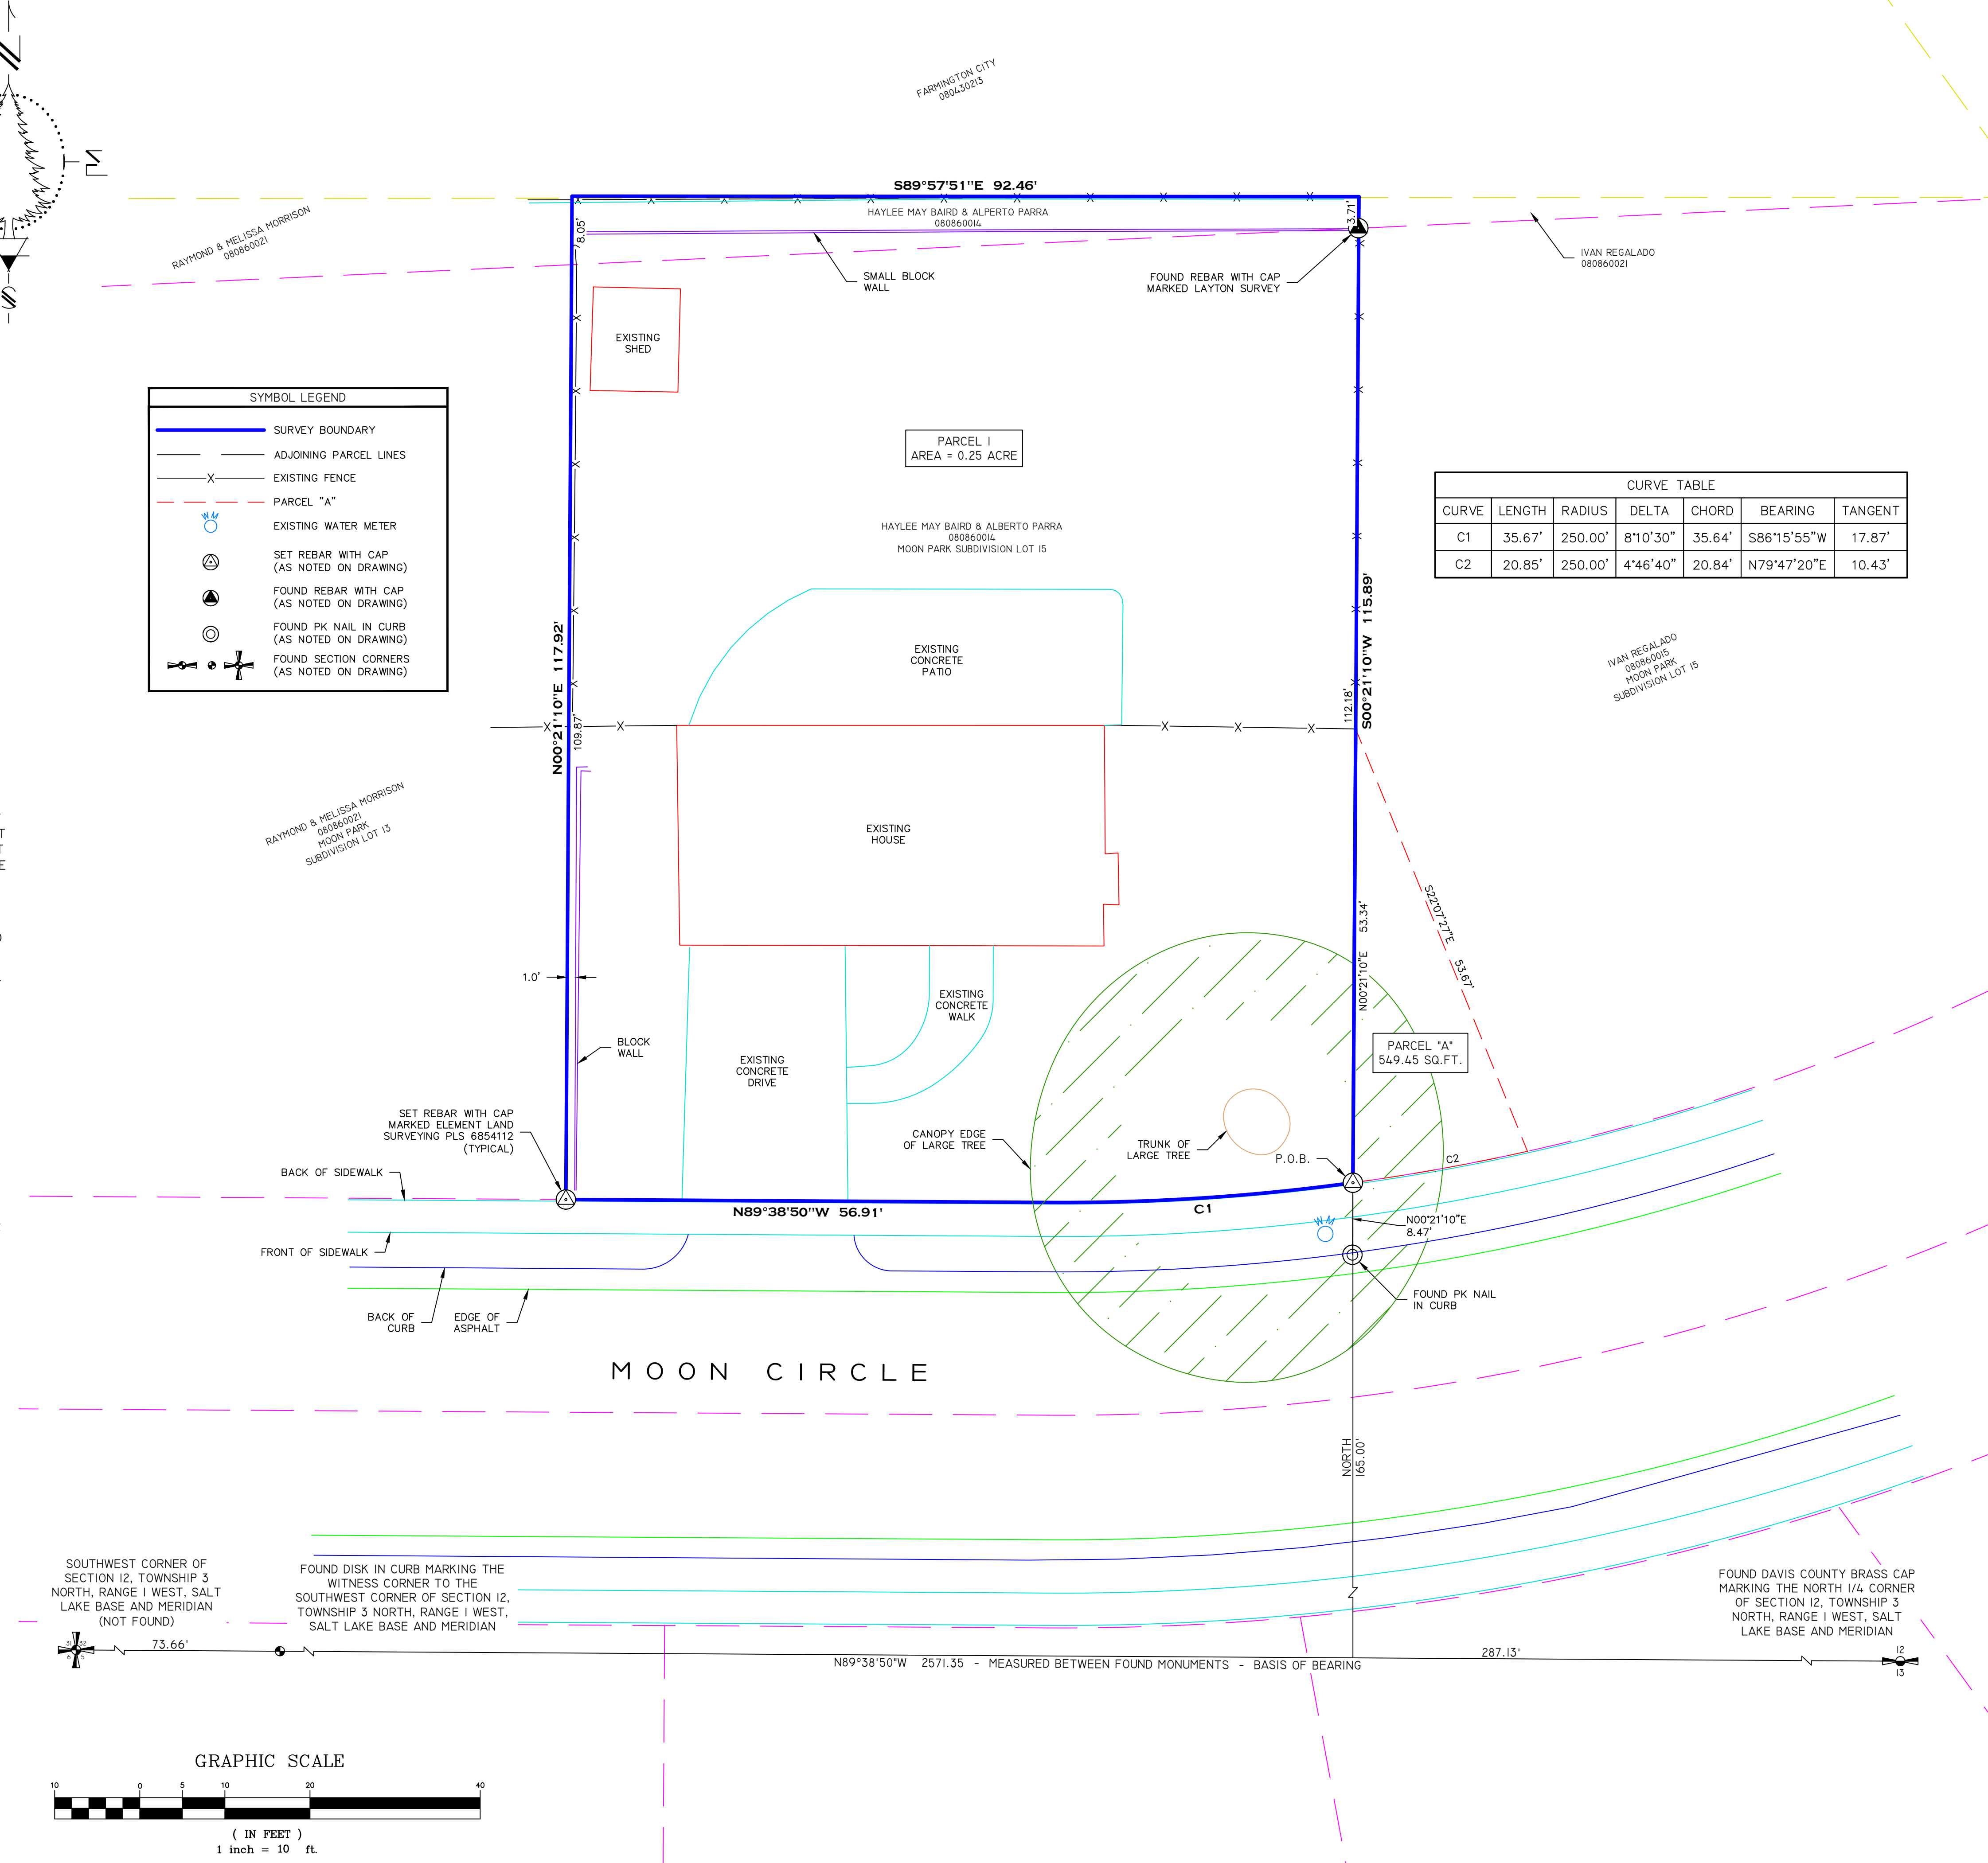 N
E
S
FARMINGTON CITY
080430213
S89°57'51"E 92.46'
RAYMOND & MELISSA MORRISON
080860021
8.05'
HAYLEE MAY BAIRD & ALPERTO PARRA
080860014
3.71'
IVAN REGALADO
080860021
SMALL BLOCK
WALL
FOUND REBAR WITH CAP
MARKED LAYTON SURVEY
EXISTING
SHED
SYMBOL LEGEND
SURVEY BOUNDARY
ADJOINING PARCEL LINES
X
EXISTING FENCE
PARCEL "A"
W.M
EXISTING WATER METER
SET REBAR WITH CAP
(AS NOTED ON DRAWING)
FOUND REBAR WITH CAP
(AS NOTED ON DRAWING)
FOUND PK NAIL IN CURB
(AS NOTED ON DRAWING)
FOUND SECTION CORNERS
(AS NOTED ON DRAWING)
PARCEL 1
AREA = 0.25 ACRE
HAYLEE MAY BAIRD & ALBERTO PARRA
080860014
MOON PARK SUBDIVISION LOT 15
CURVE TABLE
CURVE LENGTH RADIUS DELTA CHORD BEARING TANGENT
C1 35.67' 250.00' 8°10'30" 35.64' S86°15'55"W 17.87'
C2 20.85' 250.00' 4°46'40" 20.84' N79°47'20"E 10.43'
N00°21'10"E 117.92'
109.87'
EXISTING
CONCRETE
PATIO
S00°21'10"W 115.89'
112.18'
IVAN REGALADO
080860015
MOON PARK
SUBDIVISION LOT 15
RAYMOND & MELISSA MORRISON
080860021
MOON PARK
SUBDIVISION LOT 13
EXISTING
HOUSE
N00°21'10"E 53.34'
S22°07'27"E 53.67'
1.0'
EXISTING
CONCRETE
WALK
BLOCK
WALL
EXISTING
CONCRETE
DRIVE
PARCEL "A"
549.45 SQ.FT.
SET REBAR WITH CAP
MARKED ELEMENT LAND
SURVEYING PLS 6854112
(TYPICAL)
CANOPY EDGE
OF LARGE TREE
TRUNK OF
LARGE TREE
P.O.B.
C2
BACK OF SIDEWALK
N89°38'50"W 56.91'
C1
W.M
N00°21'10"E
8.47'
FRONT OF SIDEWALK
BACK OF
CURB
EDGE OF
ASPHALT
FOUND PK NAIL
IN CURB
MOON CIRCLE
NORTH
165.00'
SOUTHWEST CORNER OF
SECTION 12, TOWNSHIP 3
NORTH, RANGE 1 WEST, SALT
LAKE BASE AND MERIDIAN
(NOT FOUND)
FOUND DISK IN CURB MARKING THE
WITNESS CORNER TO THE
SOUTHWEST CORNER OF SECTION 12,
TOWNSHIP 3 NORTH, RANGE 1 WEST,
SALT LAKE BASE AND MERIDIAN
FOUND DAVIS COUNTY BRASS CAP
MARKING THE NORTH 1/4 CORNER
OF SECTION 12, TOWNSHIP 3
NORTH, RANGE 1 WEST, SALT
LAKE BASE AND MERIDIAN
31 32
6 5
73.66'
N89°38'50"W 2571.35 - MEASURED BETWEEN FOUND MONUMENTS - BASIS OF BEARING
287.13'
12
13
GRAPHIC SCALE
10 0 5 10 20 40
( IN FEET )
1 inch = 10 ft.